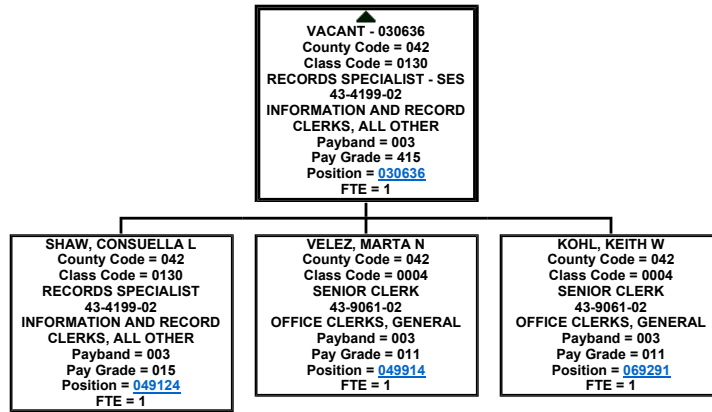 VACANT - 030636
County Code = 042
Class Code = 0130
RECORDS SPECIALIST - SES
43-4199-02
INFORMATION AND RECORD
CLERKS, ALL OTHER
Payband = 003
Pay Grade = 415
Position = 030636
FTE = 1
SHAW, CONSUELLA L
County Code = 042
Class Code = 0130
RECORDS SPECIALIST
43-4199-02
INFORMATION AND RECORD
CLERKS, ALL OTHER
Payband = 003
Pay Grade = 015
Position = 049124
FTE = 1
VELEZ, MARTA N
County Code = 042
Class Code = 0004
SENIOR CLERK
43-9061-02
OFFICE CLERKS, GENERAL
Payband = 003
Pay Grade = 011
Position = 049914
FTE = 1
KOHL, KEITH W
County Code = 042
Class Code = 0004
SENIOR CLERK
43-9061-02
OFFICE CLERKS, GENERAL
Payband = 003
Pay Grade = 011
Position = 069291
FTE = 1